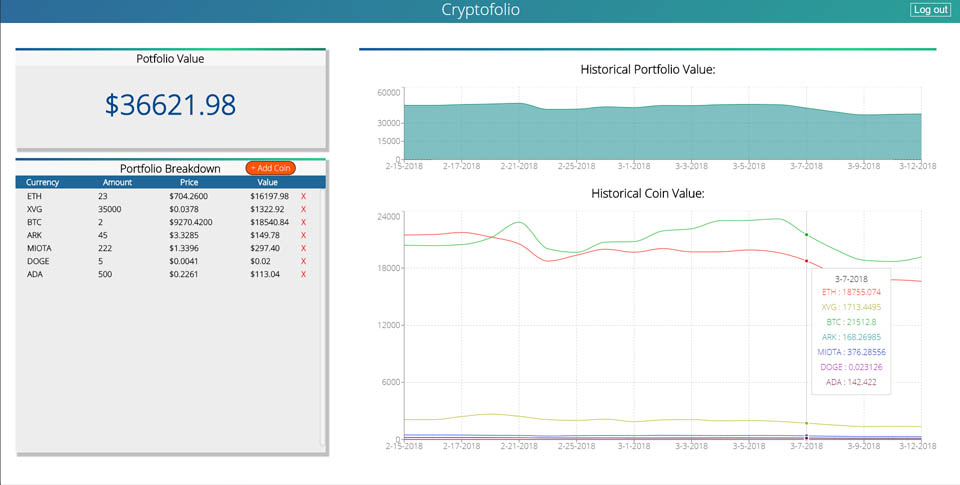 Cryptofolio
Log out
Potfolio Value
$36621.98
Portfolio Breakdown
+ Add Coin
Currency Amount Price Value
ETH 23 $704.2600 $16197.98 X
XVG 35000 $0.0378 $1322.92 X
BTC 2 $9270.4200 $18540.84 X
ARK 45 $3.3285 $149.78 X
MIOTA 222 $1.3396 $297.40 X
DOGE 5 $0.0041 $0.02 X
ADA 500 $0.2261 $113.04 X
Historical Portfolio Value:
60000
30000
15000
0
2-15-2018 2-17-2018 2-21-2018 2-25-2018 3-1-2018 3-3-2018 3-5-2018 3-7-2018 3-9-2018 3-12-2018
Historical Coin Value:
24000
18000
12000
6000
0
2-15-2018 2-17-2018 2-21-2018 2-25-2018 3-1-2018 3-3-2018 3-5-2018 3-7-2018 3-9-2018 3-12-2018
3-7-2018
ETH : 18755.074
XVG : 1713.4495
BTC : 21512.8
ARK : 168.26985
MIOTA : 376.28556
DOGE : 0.023126
ADA : 142.422